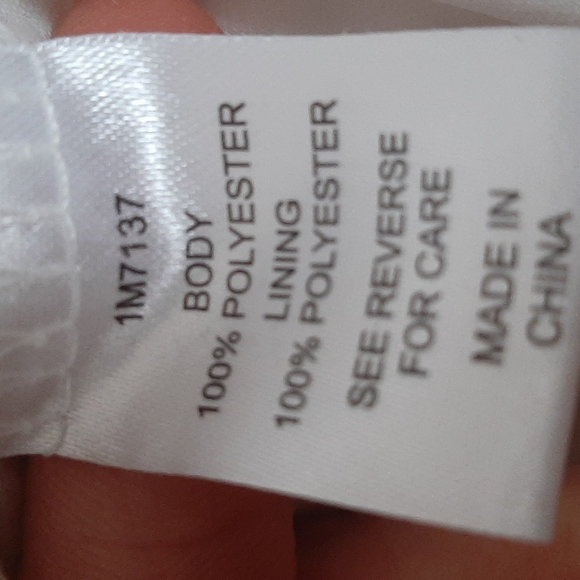 1M7137
BODY
100% POLYESTER
LINING
100% POLYESTER
SEE REVERSE
FOR CARE
MADE IN
CHINA